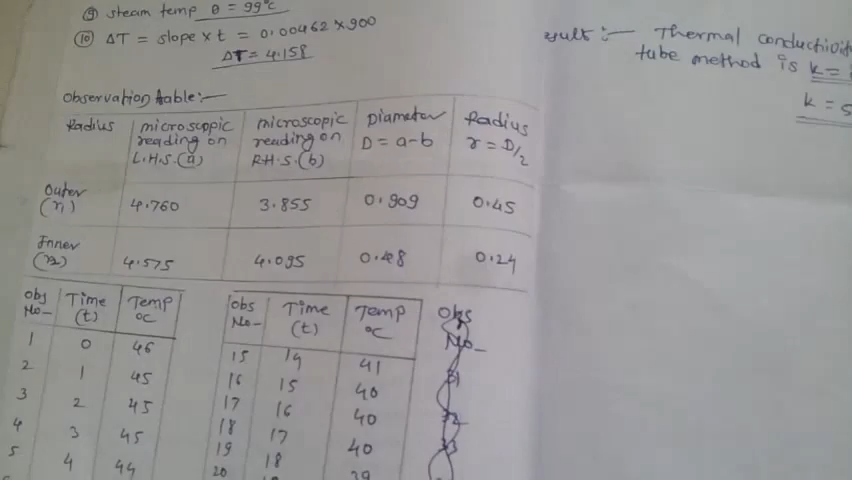 ⑨ steam temp θ = 99°C
⑩ ΔT = slope × t = 0.00462 × 900
ΔT = 4.158
Observation table:-
Radius | microscopic reading on L.H.S.(a) | microscopic reading on R.H.S.(b) | Diameter D = a-b | Radius r = D/2
Outer (r1) | 4.760 | 3.855 | 0.909 | 0.45
Inner (r2) | 4.575 | 4.095 | 0.48 | 0.24
Obs No- | Time (t) | Temp °C | Obs No- | Time (t) | Temp °C | Obs No-
1 | 0 | 46 | 15 | 14 | 41 | 31
2 | 1 | 45 | 16 | 15 | 40 | 32
3 | 2 | 45 | 17 | 16 | 40 | 33
4 | 3 | 45 | 18 | 17 | 40
5 | 4 | 44 | 19 | 18 | 39
20
Thermal
tube method is k =
k =